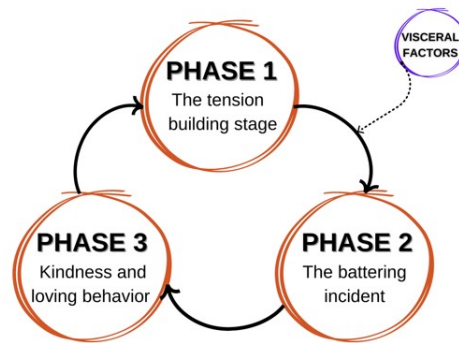 VISCERAL
FACTORS
PHASE 1
The tension
building stage
PHASE 3
Kindness and
loving behavior
PHASE 2
The battering
incident